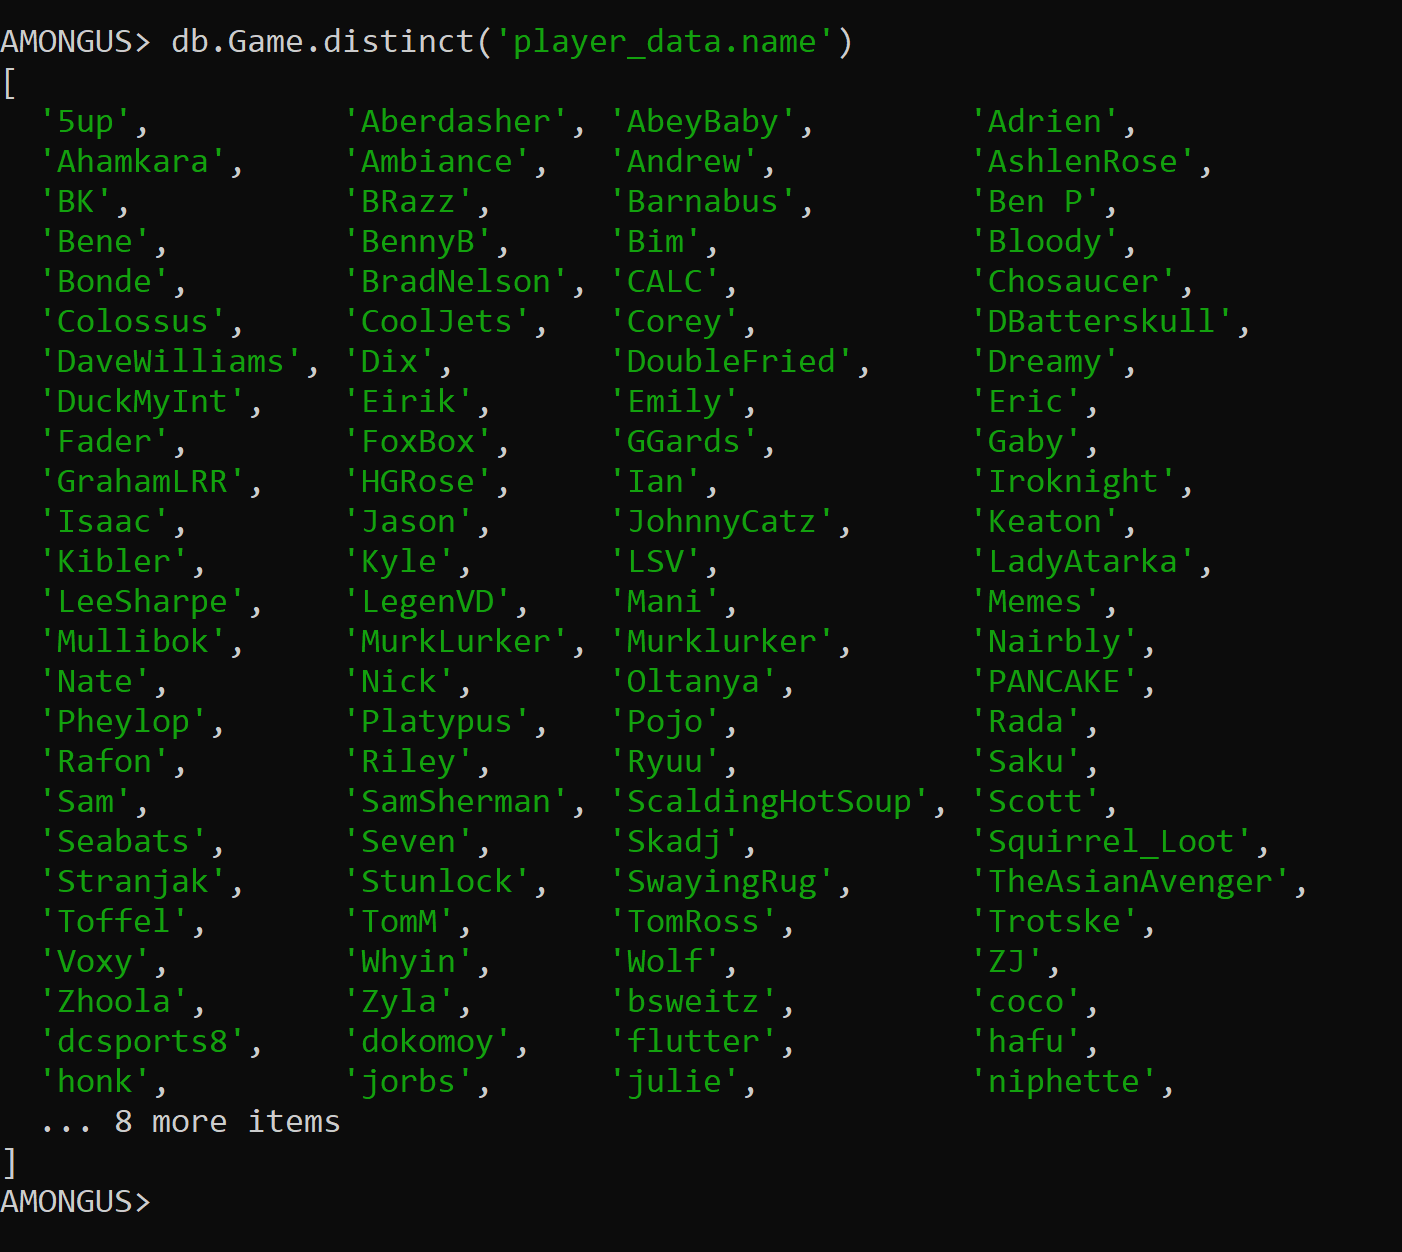 AMONGUS> db.Game.distinct('player_data.name')
[
  '5up',           'Aberdasher', 'AbeyBaby',        'Adrien',
  'Ahamkara',      'Ambiance',   'Andrew',          'AshlenRose',
  'BK',            'BRazz',      'Barnabus',        'Ben P',
  'Bene',          'BennyB',     'Bim',             'Bloody',
  'Bonde',         'BradNelson', 'CALC',            'Chosaucer',
  'Colossus',      'CoolJets',   'Corey',           'DBatterskull',
  'DaveWilliams',  'Dix',        'DoubleFried',     'Dreamy',
  'DuckMyInt',     'Eirik',      'Emily',           'Eric',
  'Fader',         'FoxBox',     'GGards',          'Gaby',
  'GrahamLRR',     'HGRose',     'Ian',             'Iroknight',
  'Isaac',         'Jason',      'JohnnyCatz',      'Keaton',
  'Kibler',        'Kyle',       'LSV',             'LadyAtarka',
  'LeeSharpe',     'LegenVD',    'Mani',            'Memes',
  'Mullibok',      'MurkLurker', 'Murklurker',      'Nairbly',
  'Nate',          'Nick',       'Oltanya',         'PANCAKE',
  'Pheylop',       'Platypus',   'Pojo',            'Rada',
  'Rafon',         'Riley',      'Ryuu',            'Saku',
  'Sam',           'SamSherman', 'ScaldingHotSoup', 'Scott',
  'Seabats',       'Seven',      'Skadj',           'Squirrel_Loot',
  'Stranjak',      'Stunlock',   'SwayingRug',      'TheAsianAvenger',
  'Toffel',        'TomM',       'TomRoss',         'Trotske',
  'Voxy',          'Whyin',      'Wolf',            'ZJ',
  'Zhoola',        'Zyla',       'bsweitz',         'coco',
  'dcsports8',     'dokomoy',    'flutter',         'hafu',
  'honk',          'jorbs',      'julie',           'niphette',
  ... 8 more items
]
AMONGUS>